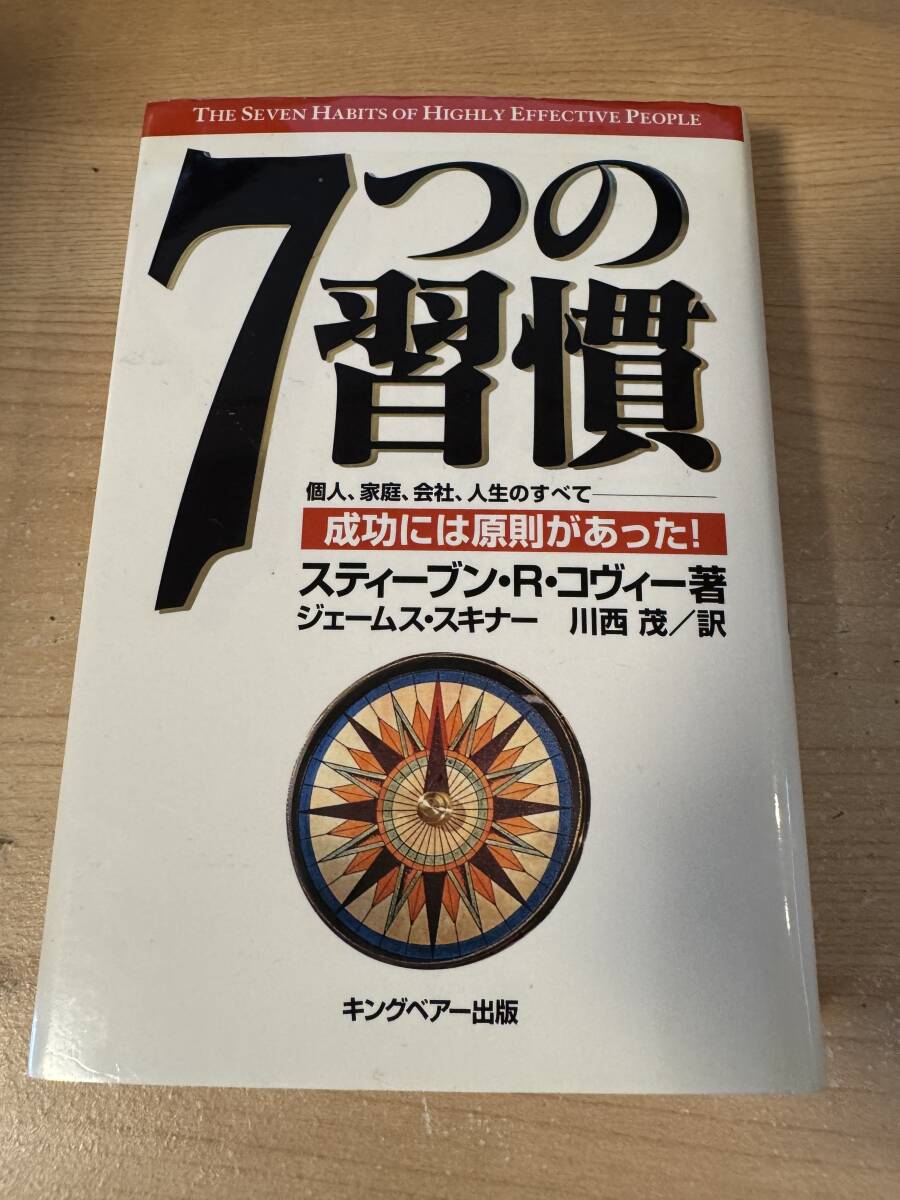 THE SEVEN HABITS OF HIGHLY EFFECTIVE PEOPLE
7つの
習慣
個人、家庭、会社、人生のすべて
成功には原則があった!
スティーブン・R・コヴィー著
ジェームス・スキナー 川西 茂/訳
キングベアー出版